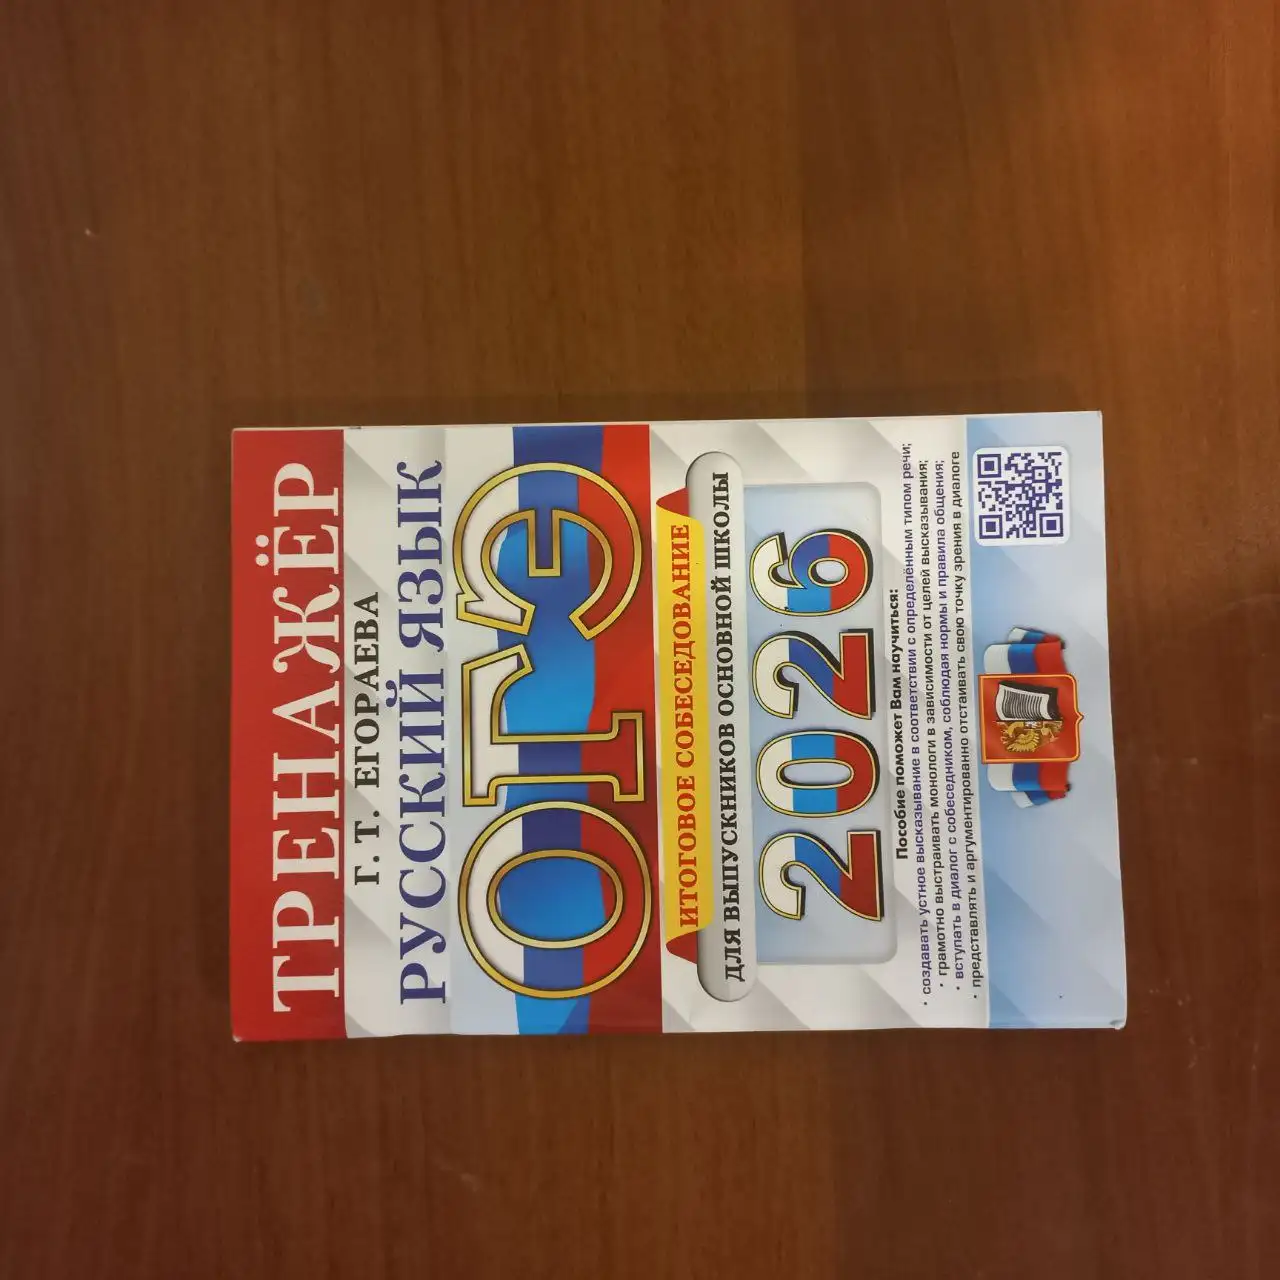 ТРЕНАЖЁР
Г. Т. ЕГОРАЕВА
РУССКИЙ ЯЗЫК
ОГЭ
ИТОГОВОЕ СОБЕСЕДОВАНИЕ
ДЛЯ ВЫПУСКНИКОВ ОСНОВНОЙ ШКОЛЫ
2026
Пособие поможет Вам научиться:
• создавать устное высказывание в соответствии с определённым типом речи;
• грамотно выстраивать монологи в зависимости от целей высказывания;
• вступать в диалог с собеседником, соблюдая нормы и правила общения;
• представлять и аргументированно отстаивать свою точку зрения в диалоге